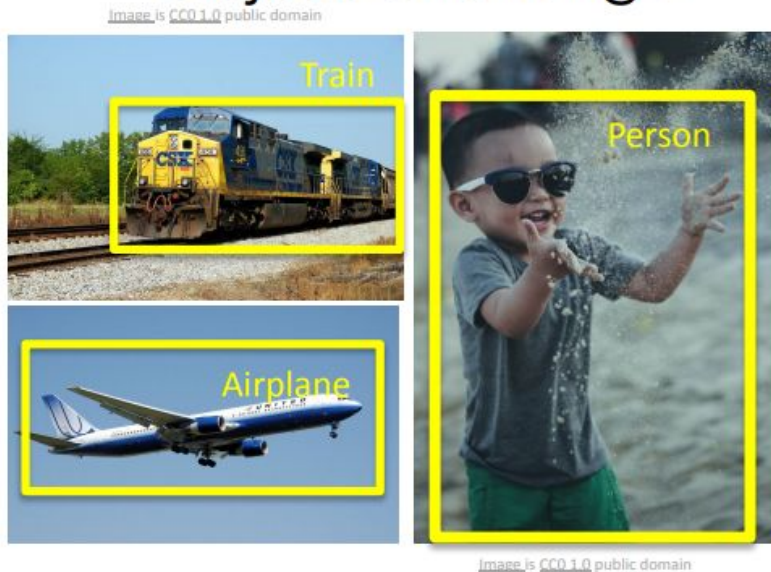 Image is CC0 1.0 public domain
Train
CSX
CSX
Person
Airplane
UNITED
Image is CC0 1.0 public domain